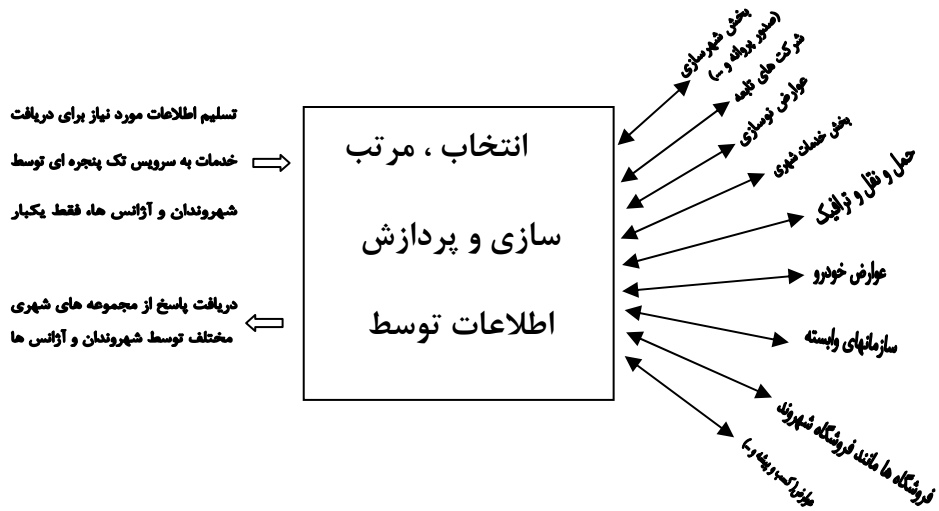 بخش شهرسازی
(صدور پروانه و ...)
شرکت های تابعه
عوارض نوسازی
بخش خدمات شهری
حمل و نقل و ترافیک
عوارض خودرو
سازمانهای وابسته
فروشگاه ها مانند فروشگاه شهروند
عوارض( کسب و پیشه و ...)
انتخاب ، مرتب
سازی و پردازش
اطلاعات توسط
تسلیم اطلاعات مورد نیاز برای دریافت
خدمات به سرویس تک پنجره ای توسط
شهروندان و آژانس ها، فقط یکبار
دریافت پاسخ از مجموعه های شهری
مختلف توسط شهروندان و آژانس ها